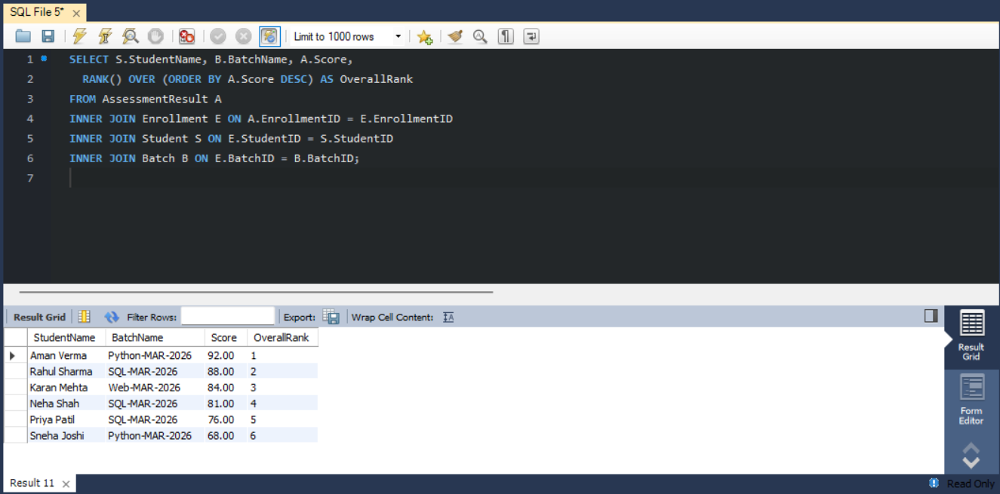 SQL File 5*
Limit to 1000 rows
1 SELECT S.StudentName, B.BatchName, A.Score,
2 RANK() OVER (ORDER BY A.Score DESC) AS OverallRank
3 FROM AssessmentResult A
4 INNER JOIN Enrollment E ON A.EnrollmentID = E.EnrollmentID
5 INNER JOIN Student S ON E.StudentID = S.StudentID
6 INNER JOIN Batch B ON E.BatchID = B.BatchID;
7
Result Grid Filter Rows: Export: Wrap Cell Content:
StudentName BatchName Score OverallRank
Aman Verma Python-MAR-2026 92.00 1
Rahul Sharma SQL-MAR-2026 88.00 2
Karan Mehta Web-MAR-2026 84.00 3
Neha Shah SQL-MAR-2026 81.00 4
Priya Patil SQL-MAR-2026 76.00 5
Sneha Joshi Python-MAR-2026 68.00 6
Result
Grid
Form
Editor
Result 11
Read Only